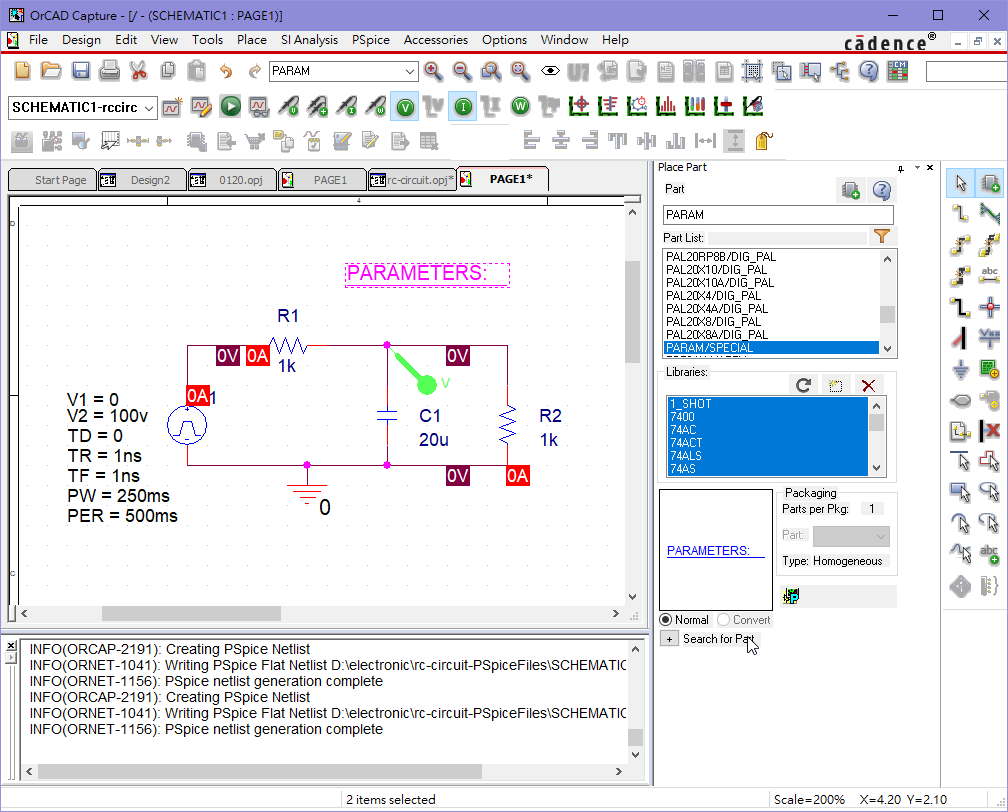 OrCAD Capture - [/ - (SCHEMATIC1 : PAGE1)]
File Design Edit View Tools Place SI Analysis PSpice Accessories Options Window Help
cādence®
PARAM
SCHEMATIC1-rccirc
V I W
Start Page Design2 0120.opj PAGE1 rc-circuit.opj* PAGE1*
4
D
C
PARAMETERS:
R1
0V 0A 0V
1k
V
0A 1
V1 = 0
V2 = 100v
TD = 0
TR = 1ns
TF = 1ns
PW = 250ms
PER = 500ms
C1
20u
R2
1k
0V 0A
0
Place Part
Part
PARAM
Part List:
PAL20RP8B/DIG_PAL
PAL20X10/DIG_PAL
PAL20X10A/DIG_PAL
PAL20X4/DIG_PAL
PAL20X4A/DIG_PAL
PAL20X8/DIG_PAL
PAL20X8A/DIG_PAL
PARAM/SPECIAL
Libraries:
1_SHOT
7400
74AC
74ACT
74ALS
74AS
PARAMETERS:
Packaging
Parts per Pkg: 1
Part:
Type: Homogeneous
Normal Convert
+ Search for Part
abc
abc
INFO(ORCAP-2191): Creating PSpice Netlist
INFO(ORNET-1041): Writing PSpice Flat Netlist D:\electronic\rc-circuit-PSpiceFiles\SCHEMATIC
INFO(ORNET-1156): PSpice netlist generation complete
INFO(ORCAP-2191): Creating PSpice Netlist
INFO(ORNET-1041): Writing PSpice Flat Netlist D:\electronic\rc-circuit-PSpiceFiles\SCHEMATIC
INFO(ORNET-1156): PSpice netlist generation complete
2 items selected
Scale=200% X=4.20 Y=2.10